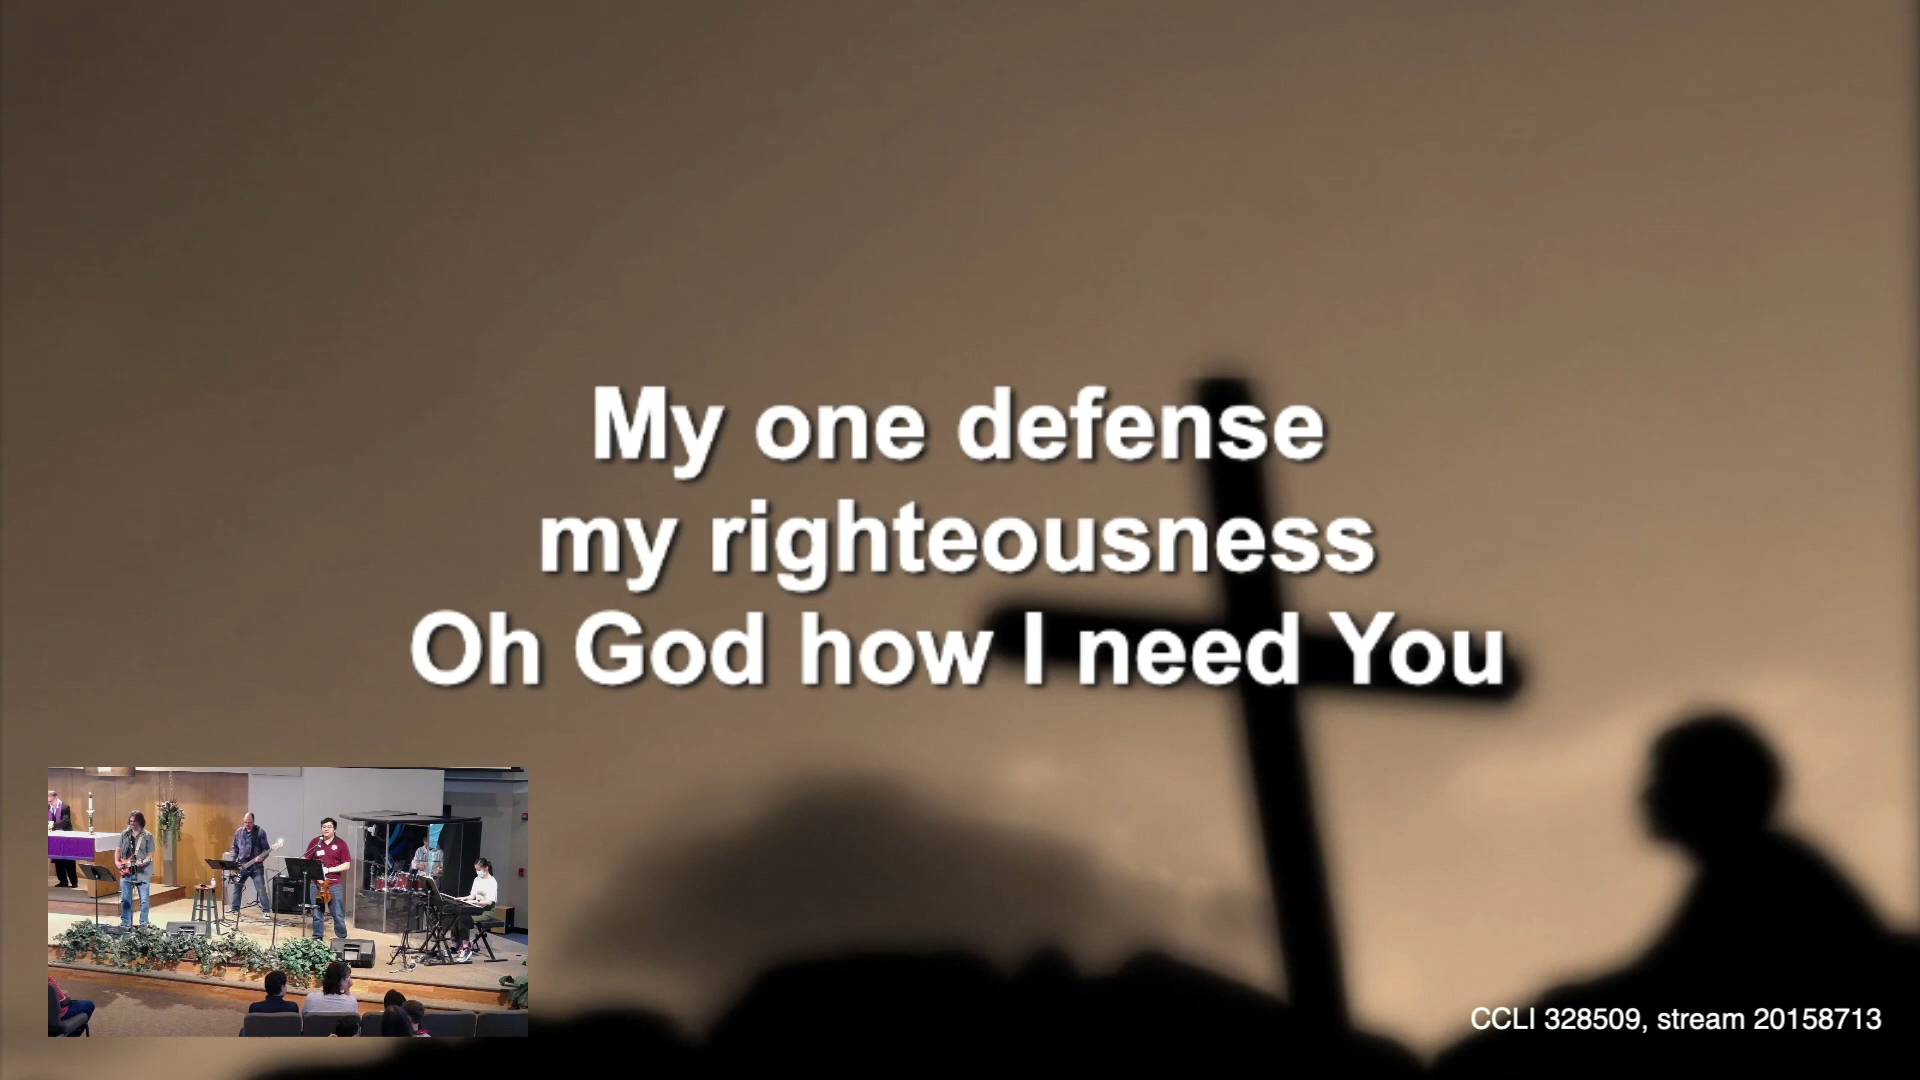 My one defense
my righteousness
Oh God how I need You
CCLI 328509, stream 20158713